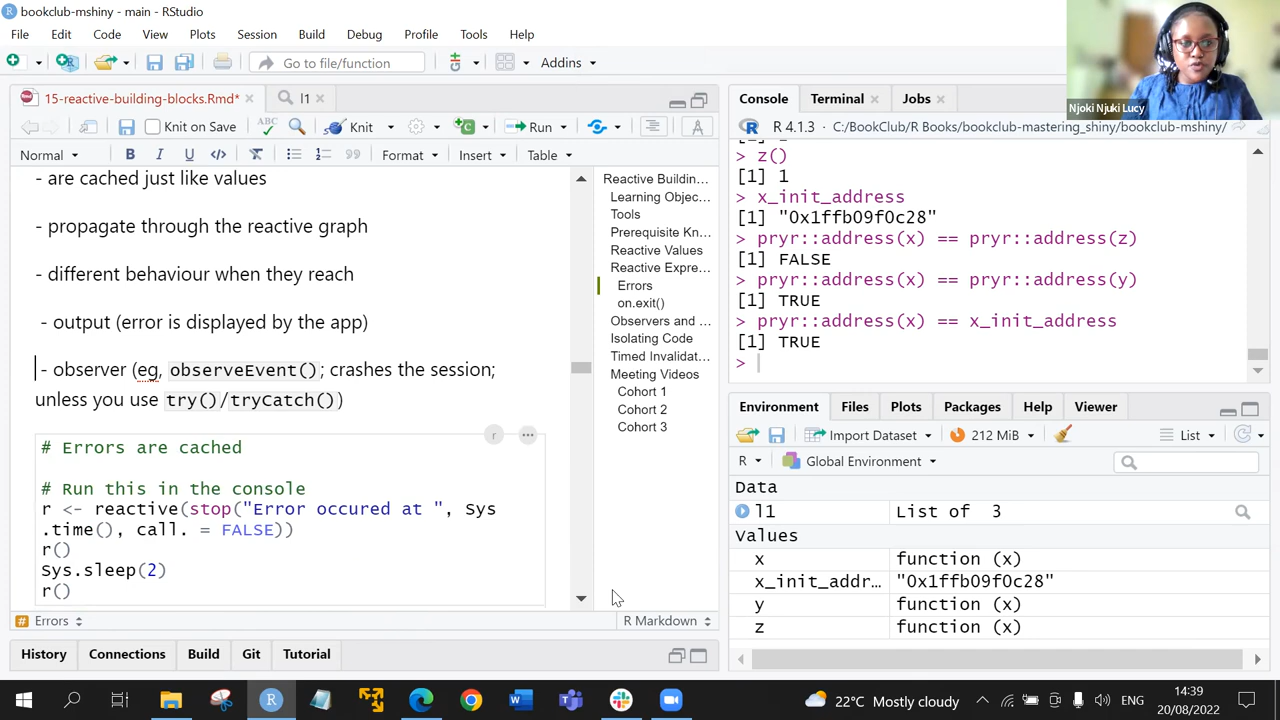 bookclub-mshiny - main - RStudio
File Edit Code View Plots Session Build Debug Profile Tools Help
Go to file/function Addins
Njoki Njuki Lucy
15-reactive-building-blocks.Rmd* l1
Knit on Save Knit Run
Normal B I U Format Insert Table
- are cached just like values
- propagate through the reactive graph
- different behaviour when they reach
- output (error is displayed by the app)
- observer (eg, observeEvent(); crashes the session;
unless you use try()/trycatch())
r
# Errors are cached
# Run this in the console
r <- reactive(stop("Error occured at ", Sys
.time(), call. = FALSE))
r()
Sys.sleep(2)
r()
Errors R Markdown
Reactive Buildin...
Learning Objec...
Tools
Prerequisite Kn...
Reactive Values
Reactive Expre...
Errors
on.exit()
Observers and ...
Isolating Code
Timed Invalidat...
Meeting Videos
Cohort 1
Cohort 2
Cohort 3
History Connections Build Git Tutorial
Console Terminal Jobs
R 4.1.3 · C:/BookClub/R Books/bookclub-mastering_shiny/bookclub-mshiny/
> z()
[1] 1
> x_init_address
[1] "0x1ffb09f0c28"
> pryr::address(x) == pryr::address(z)
[1] FALSE
> pryr::address(x) == pryr::address(y)
[1] TRUE
> pryr::address(x) == x_init_address
[1] TRUE
>
Environment Files Plots Packages Help Viewer
Import Dataset 212 MiB List
R Global Environment
Data
l1 List of 3
Values
x function (x)
x_init_addr... "0x1ffb09f0c28"
y function (x)
z function (x)
22°C Mostly cloudy ENG 14:39
20/08/2022